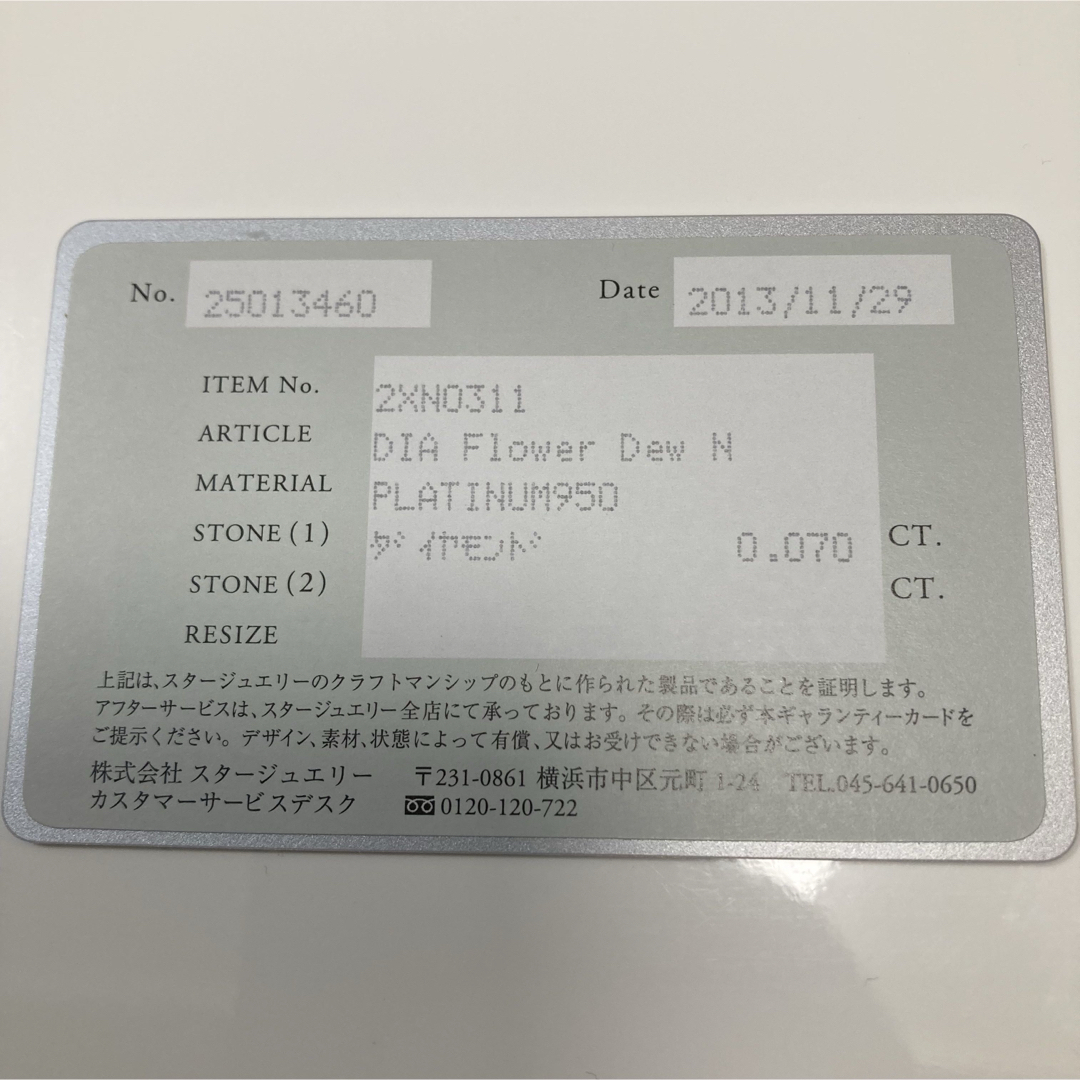 No. 25013460 Date 2013/11/29
ITEM No. 2XN0311
ARTICLE DIA Flower Dew N
MATERIAL PLATINUM950
STONE (1) ダイヤモンド 0.070 CT.
STONE (2) CT.
RESIZE
上記は、スタージュエリーのクラフトマンシップのもとに作られた製品であることを証明します。
アフターサービスは、スタージュエリー全店にて承っております。その際は必ず本ギャランティーカードを
ご提示ください。デザイン、素材、状態によって有償、又はお受けできない場合がございます。
株式会社 スタージュエリー 〒231-0861 横浜市中区元町 1-24 TEL.045-641-0650
カスタマーサービスデスク 0120-120-722